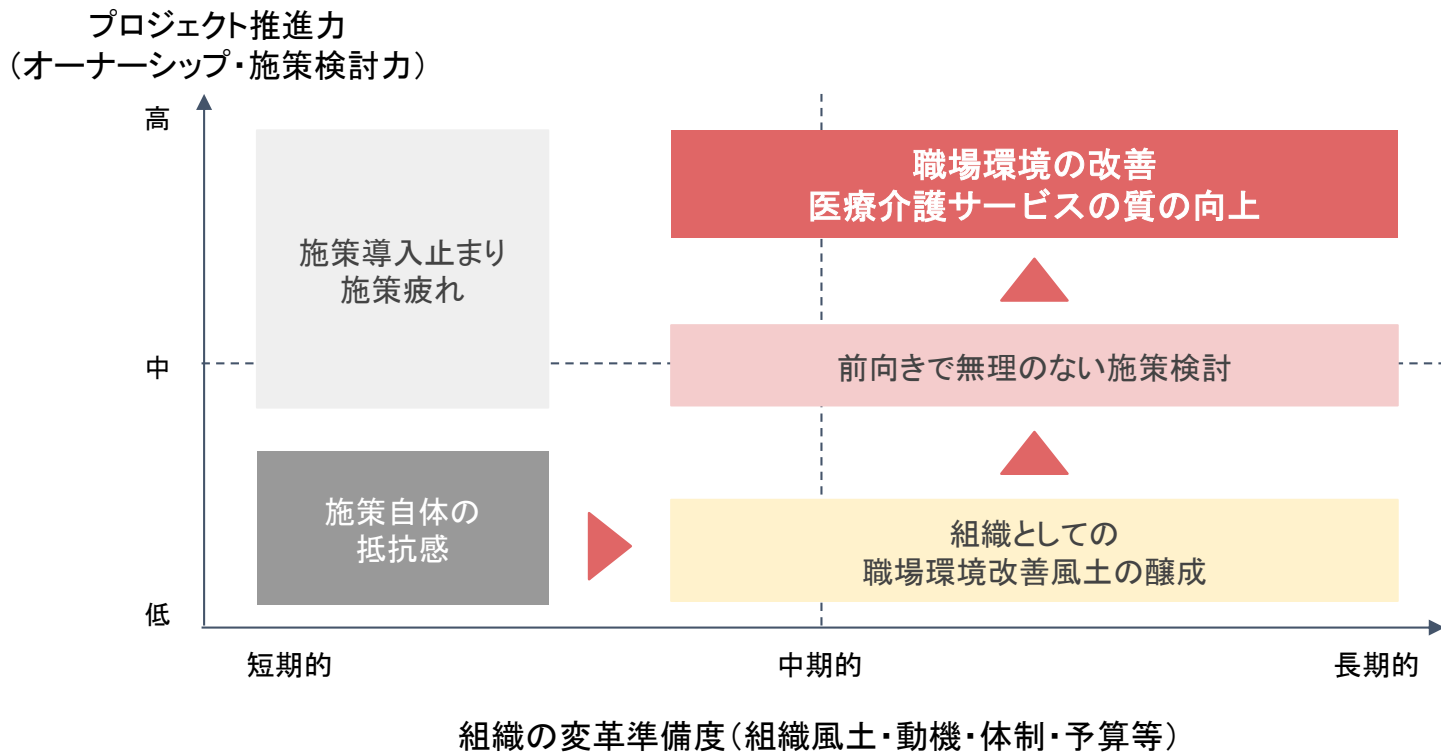 プロジェクト推進力
（オーナーシップ・施策検討力）
高
職場環境の改善
医療介護サービスの質の向上
施策導入止まり
施策疲れ
中
前向きで無理のない施策検討
施策自体の
抵抗感
組織としての
職場環境改善風土の醸成
低
短期的
中期的
長期的
組織の変革準備度（組織風土・動機・体制・予算等）